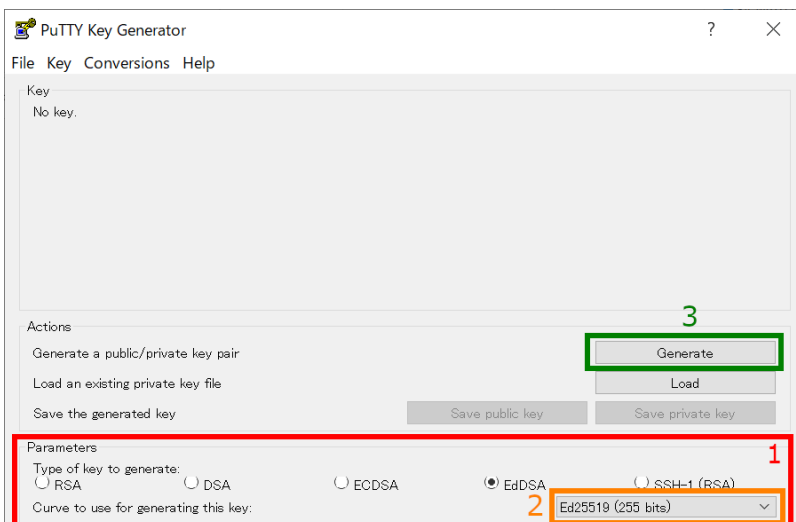 PuTTY Key Generator ?
File Key Conversions Help
Key
No key.
3
Actions
Generate a public/private key pair Generate
Load an existing private key file Load
Save the generated key Save public key Save private key
Parameters 1
Type of key to generate:
RSA DSA ECDSA EdDSA SSH-1 (RSA)
Curve to use for generating this key: 2 Ed25519 (255 bits)